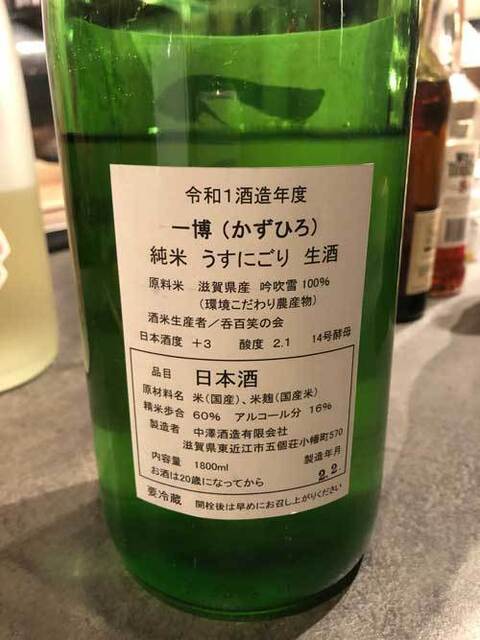 令和1酒造年度
一博(かずひろ)
純米 うすにごり 生酒
原料米 滋賀県産 吟吹雪100%
(環境こだわり農産物)
酒米生産者/呑百笑の会
日本酒度 +3 酸度 2.1 14号酵母
品目 日本酒
原材料名 米(国産)、米麹(国産米)
精米歩合 60% アルコール分 16%
製造者 中澤酒造有限会社
滋賀県東近江市五個荘小幡町570
内容量 1800ml 製造年月
お酒は20歳になってから 2.2.
要冷蔵 開栓後は早めにお召し上がりください